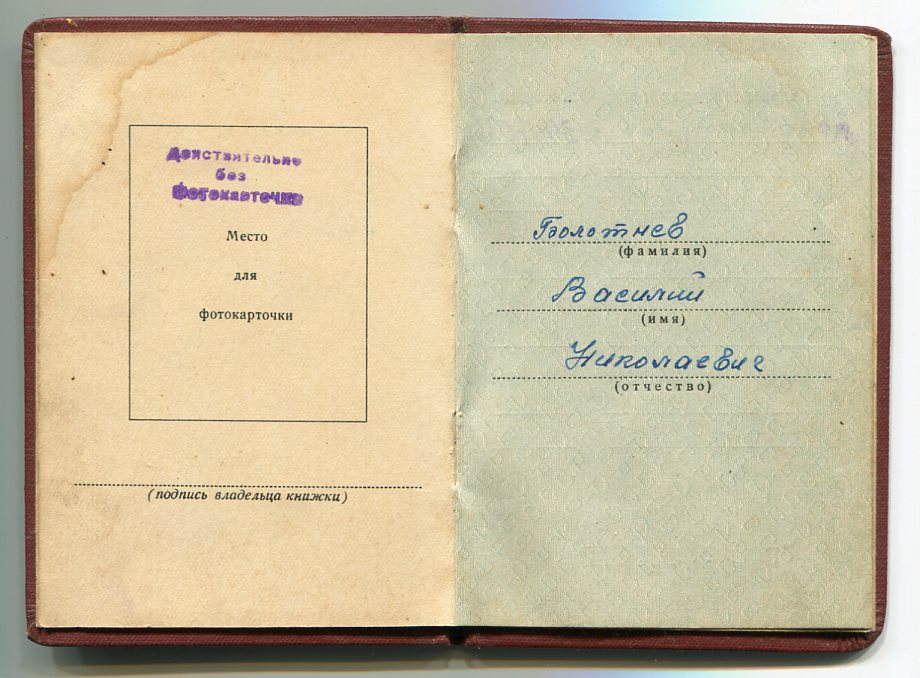 Действительно
без
Фотокарточки
Место
для
фотокарточки
(подпись владельца книжки)
Болотнев
(фамилия)
Василий
(имя)
Николаевич
(отчество)